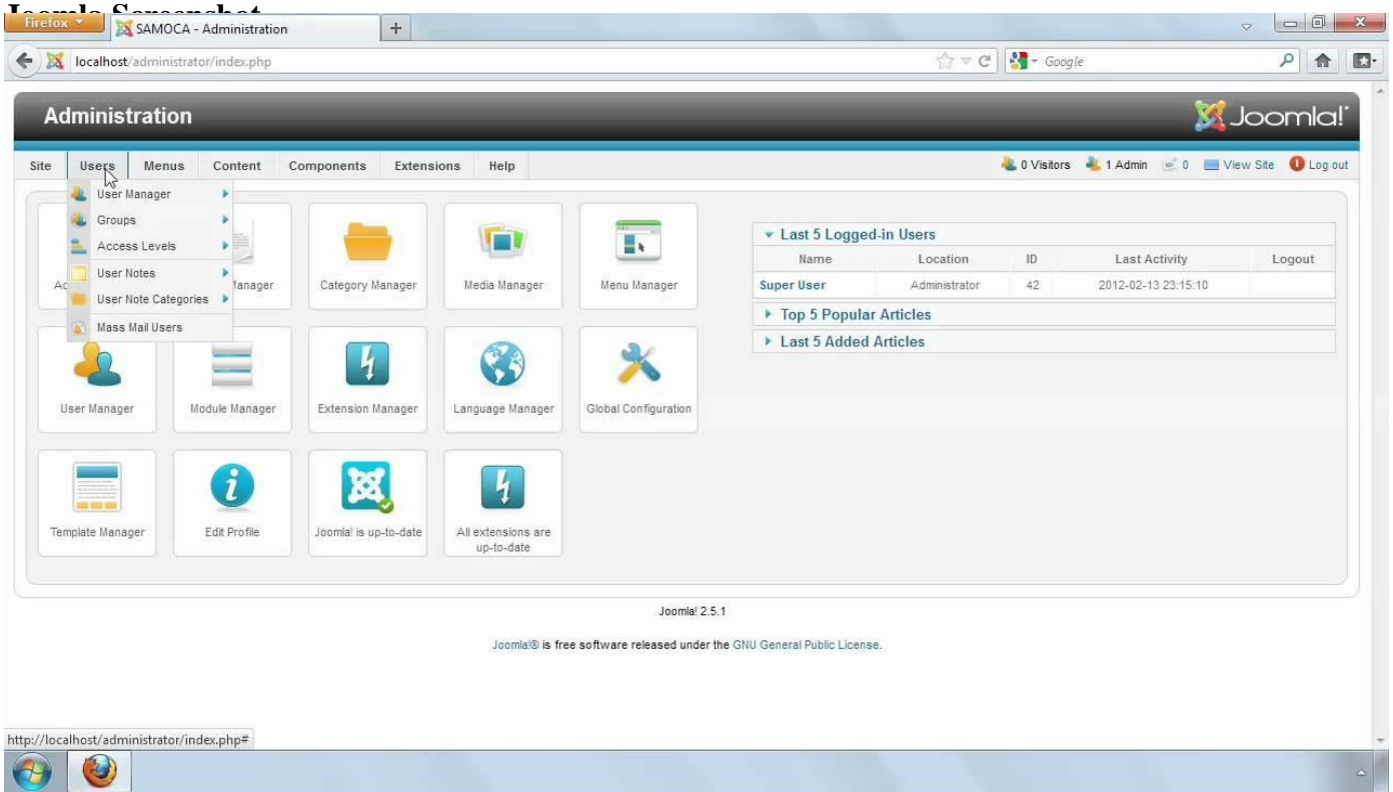 Joomla Screenshot
Firefox
SAMOCA - Administration
localhost/administrator/index.php
Google
Administration
Joomla!
Site Users Menus Content Components Extensions Help
0 Visitors 1 Admin 0 View Site Log out
User Manager
Groups
Access Levels
User Notes
User Note Categories
Mass Mail Users
Category Manager Media Manager Menu Manager
User Manager Module Manager Extension Manager Language Manager Global Configuration
Template Manager Edit Profile Joomla! is up-to-date All extensions are
up-to-date
Last 5 Logged-in Users
Name Location ID Last Activity Logout
Super User Administrator 42 2012-02-13 23:15:10
Top 5 Popular Articles
Last 5 Added Articles
Joomla! 2.5.1
Joomla!® is free software released under the GNU General Public License.
http://localhost/administrator/index.php#